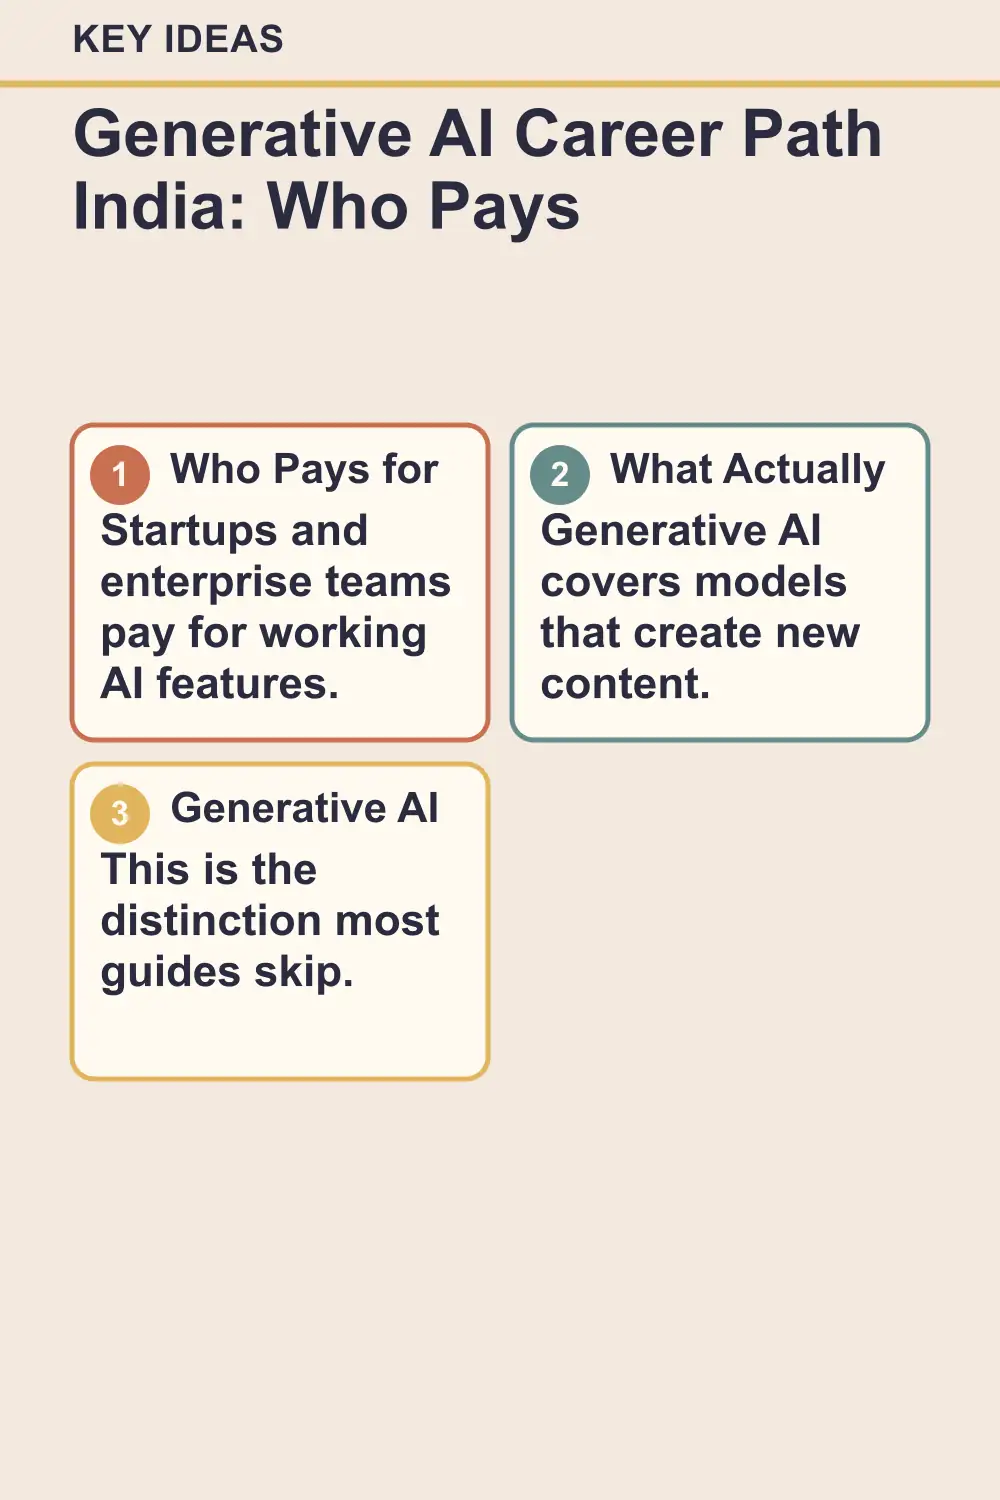 KEY IDEAS
Generative AI Career Path
India: Who Pays
1 Who Pays for
Startups and
enterprise teams
pay for working
AI features.
2 What Actually
Generative AI
covers models
that create new
content.
3 Generative AI
This is the
distinction most
guides skip.